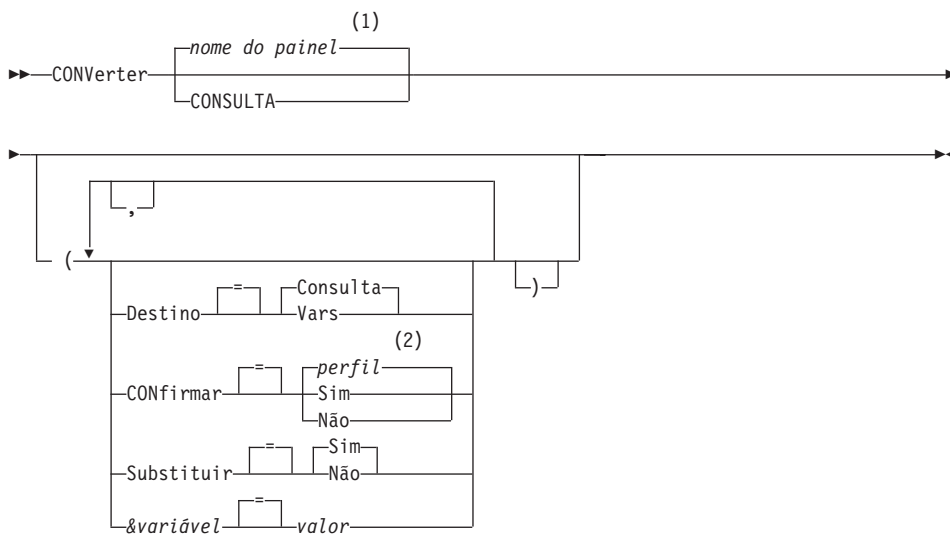 (1)
nome do painel
CONVerter
CONSULTA
,
(
)
Destino = Consulta
Vars
(2)
CONfirmar = perfil
Sim
Não
Substituir = Sim
Não
&variável = valor